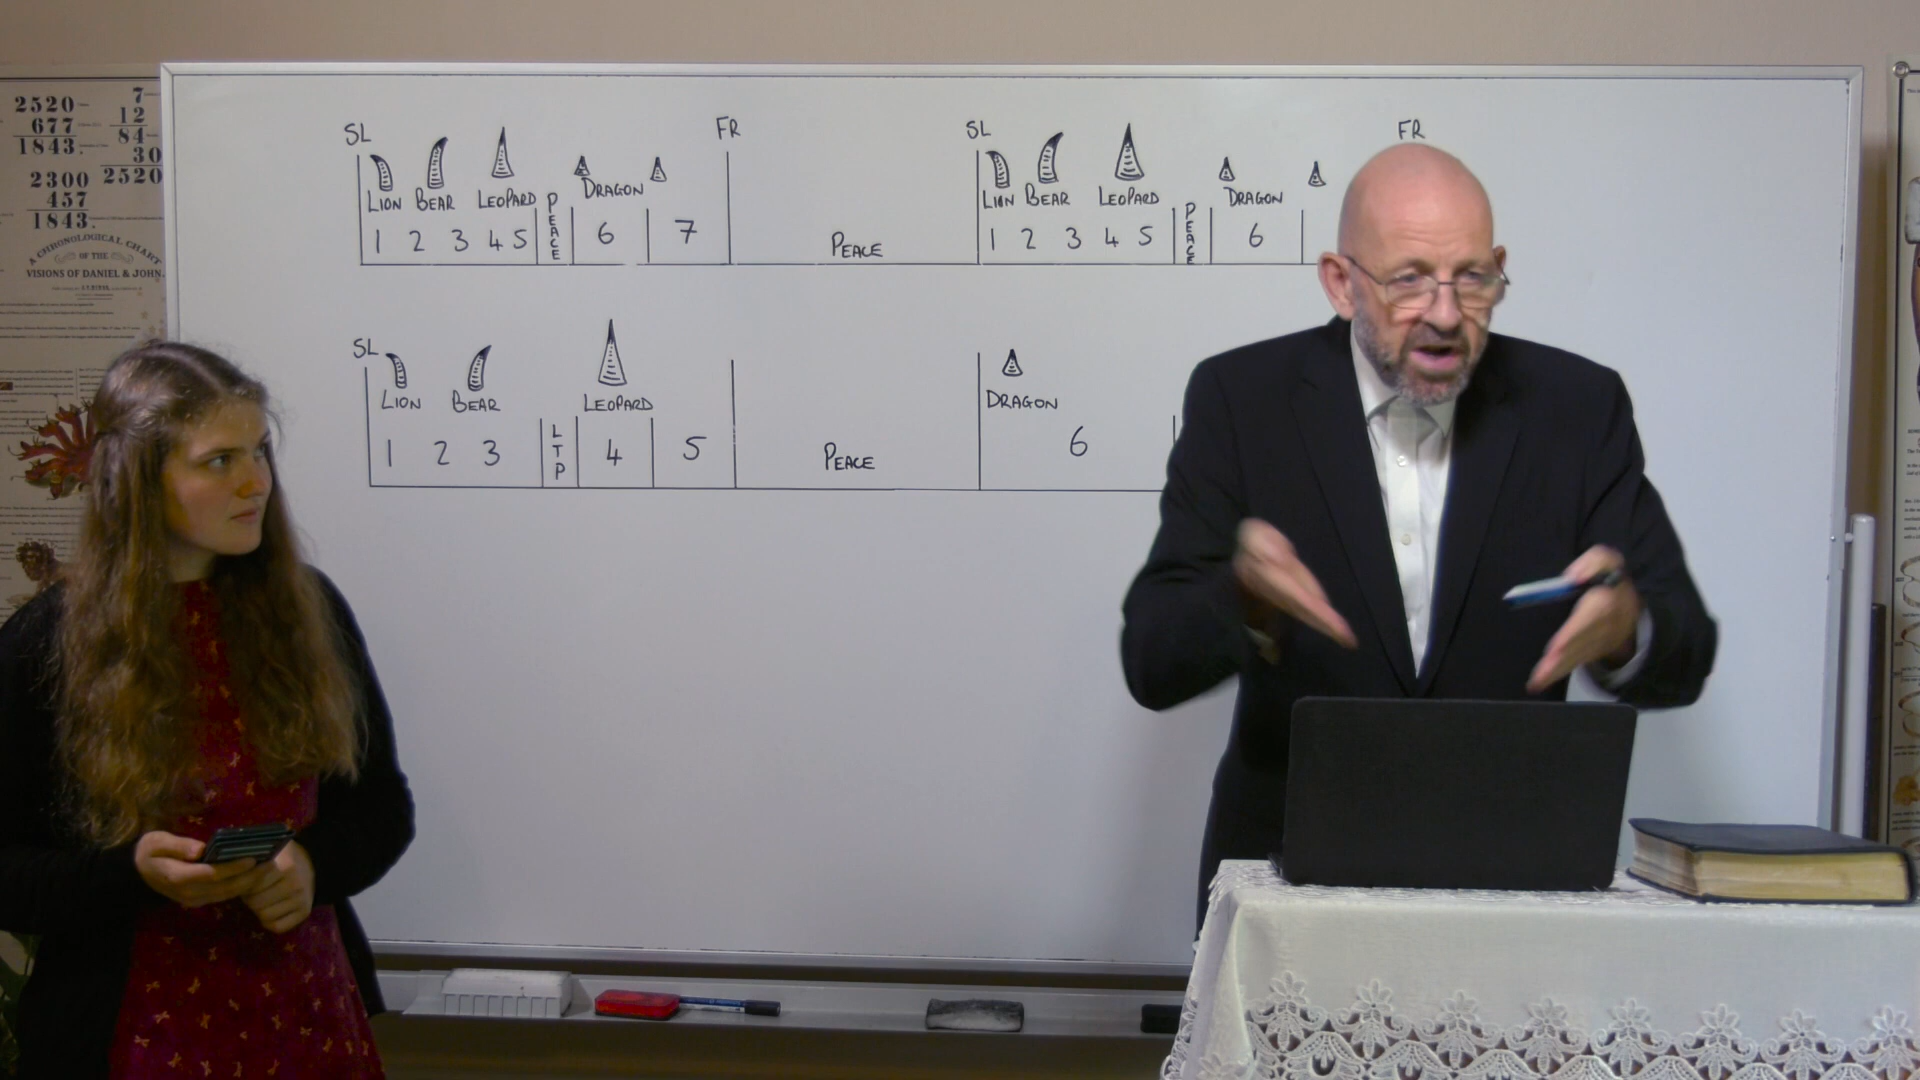 2520
677
1843.
2300
457
1843.
7
12
84
30
2520
A CHRONOLOGICAL CHART
OF THE
VISIONS OF DANIEL & JOHN
SL
FR
SL
FR
LION BEAR LEOPARD DRAGON
1 2 3 4 5 PEACE 6 7
PEACE
LION BEAR LEOPARD DRAGON
1 2 3 4 5 PEACE 6
SL
LION BEAR LEOPARD
1 2 3 LTP 4 5
PEACE
DRAGON
6